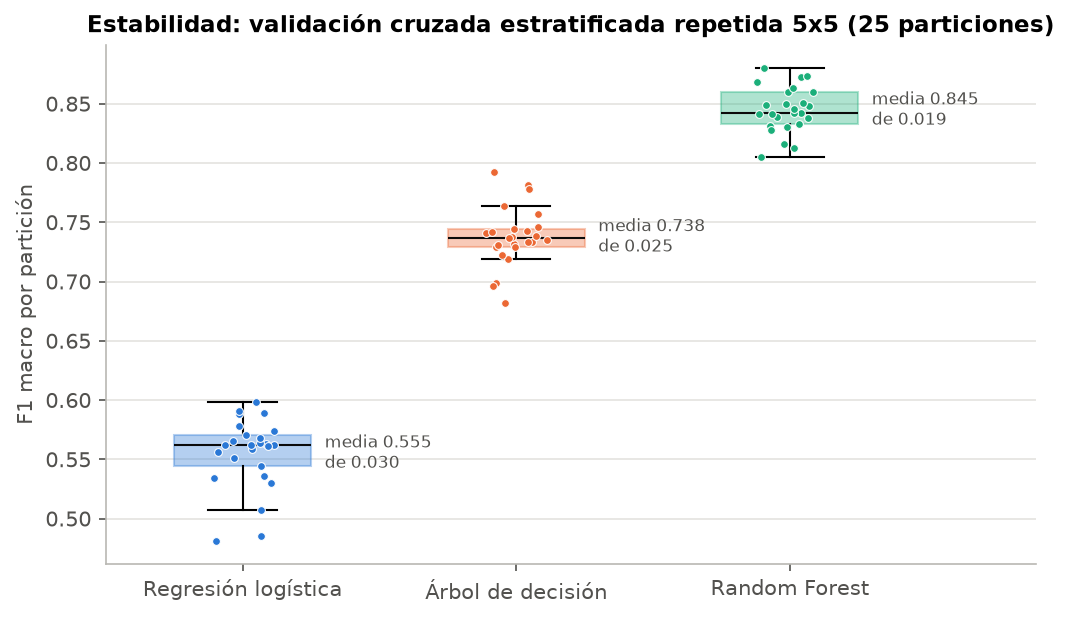 Estabilidad: validación cruzada estratificada repetida 5x5 (25 particiones)
F1 macro por partición
0.85
0.80
0.75
0.70
0.65
0.60
0.55
0.50
media 0.845
de 0.019
media 0.738
de 0.025
media 0.555
de 0.030
Regresión logística
Árbol de decisión
Random Forest